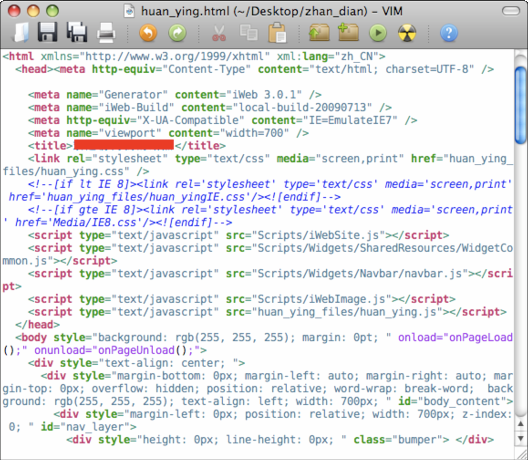 huan_ying.html (~/Desktop/zhan_dian) – VIM
<html xmlns="http://www.w3.org/1999/xhtml" xml:lang="zh_CN">
<head><meta http-equiv="Content-Type" content="text/html; charset=UTF-8" />
<meta name="Generator" content="iWeb 3.0.1" />
<meta name="iWeb-Build" content="local-build-20090713" />
<meta http-equiv="X-UA-Compatible" content="IE=EmulateIE7" />
<meta name="viewport" content="width=700" />
<title></title>
<link rel="stylesheet" type="text/css" media="screen,print" href="huan_ying_
files/huan_ying.css" />
<!--[if lt IE 8]><link rel='stylesheet' type='text/css' media='screen,print'
href='huan_ying_files/huan_yingIE.css'/><![endif]-->
<!--[if gte IE 8]><link rel='stylesheet' type='text/css' media='screen,print
' href='Media/IE8.css'/><![endif]-->
<script type="text/javascript" src="Scripts/iWebSite.js"></script>
<script type="text/javascript" src="Scripts/Widgets/SharedResources/WidgetCo
mmon.js"></script>
<script type="text/javascript" src="Scripts/Widgets/Navbar/navbar.js"></scri
pt>
<script type="text/javascript" src="Scripts/iWebImage.js"></script>
<script type="text/javascript" src="huan_ying_files/huan_ying.js"></script>
</head>
<body style="background: rgb(255, 255, 255); margin: 0pt; " onload="onPageLoad
();" onunload="onPageUnload();">
<div style="text-align: center; ">
<div style="margin-bottom: 0px; margin-left: auto; margin-right: auto; mar
gin-top: 0px; overflow: hidden; position: relative; word-wrap: break-word;  back
ground: rgb(255, 255, 255); text-align: left; width: 700px; " id="body_content">
<div style="margin-left: 0px; position: relative; width: 700px; z-index:
0; " id="nav_layer">
<div style="height: 0px; line-height: 0px; " class="bumper"> </div>